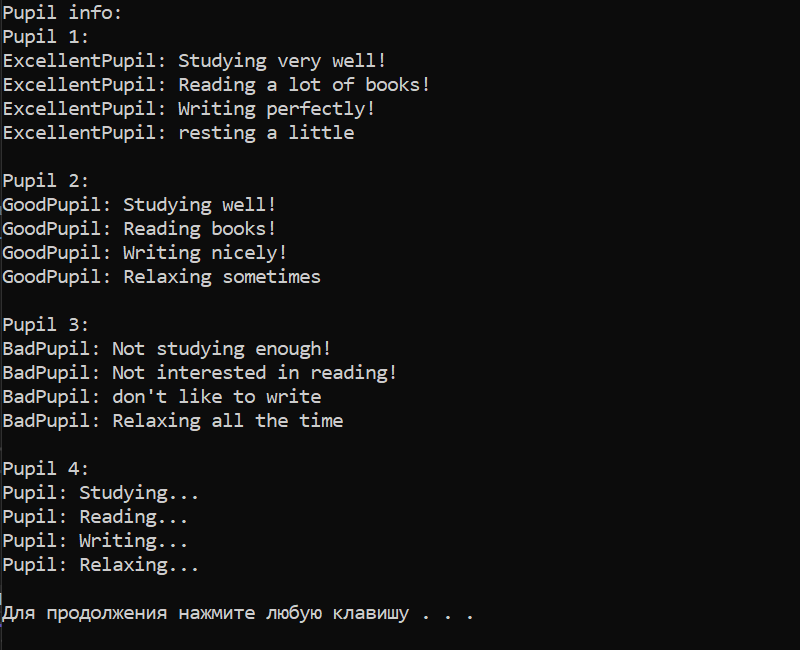 Pupil info:
Pupil 1:
ExcellentPupil: Studying very well!
ExcellentPupil: Reading a lot of books!
ExcellentPupil: Writing perfectly!
ExcellentPupil: resting a little
Pupil 2:
GoodPupil: Studying well!
GoodPupil: Reading books!
GoodPupil: Writing nicely!
GoodPupil: Relaxing sometimes
Pupil 3:
BadPupil: Not studying enough!
BadPupil: Not interested in reading!
BadPupil: don't like to write
BadPupil: Relaxing all the time
Pupil 4:
Pupil: Studying...
Pupil: Reading...
Pupil: Writing...
Pupil: Relaxing...
Для продолжения нажмите любую клавишу . . .